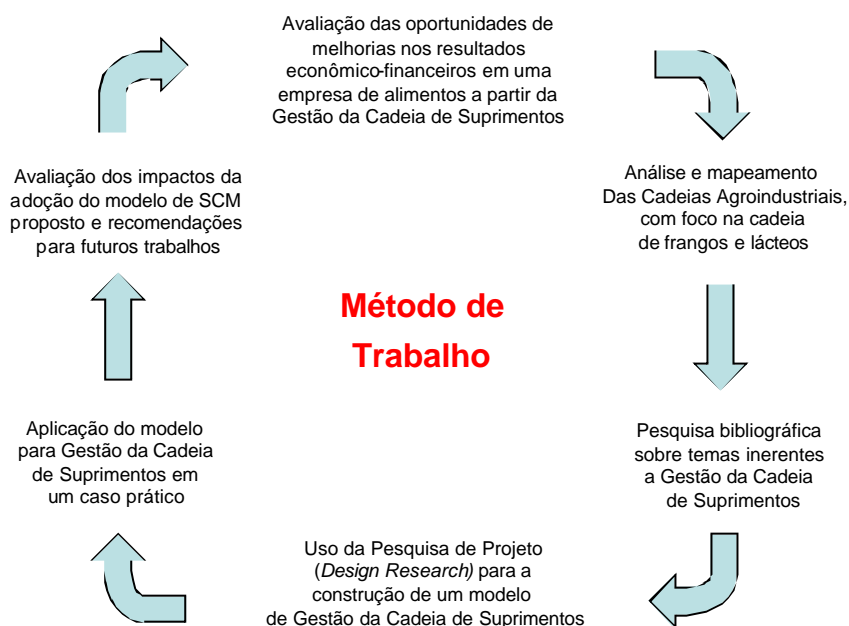 Avaliação das oportunidades de
melhorias nos resultados
econômico-financeiros em uma
empresa de alimentos a partir da
Gestão da Cadeia de Suprimentos
Análise e mapeamento
Das Cadeias Agroindustriais,
com foco na cadeia
de frangos e lácteos
Pesquisa bibliográfica
sobre temas inerentes
a Gestão da Cadeia
de Suprimentos
Uso da Pesquisa de Projeto
(Design Research) para a
construção de um modelo
de Gestão da Cadeia de Suprimentos
Aplicação do modelo
para Gestão da Cadeia
de Suprimentos em
um caso prático
Avaliação dos impactos da
adoção do modelo de SCM
proposto e recomendações
para futuros trabalhos
Método de
Trabalho